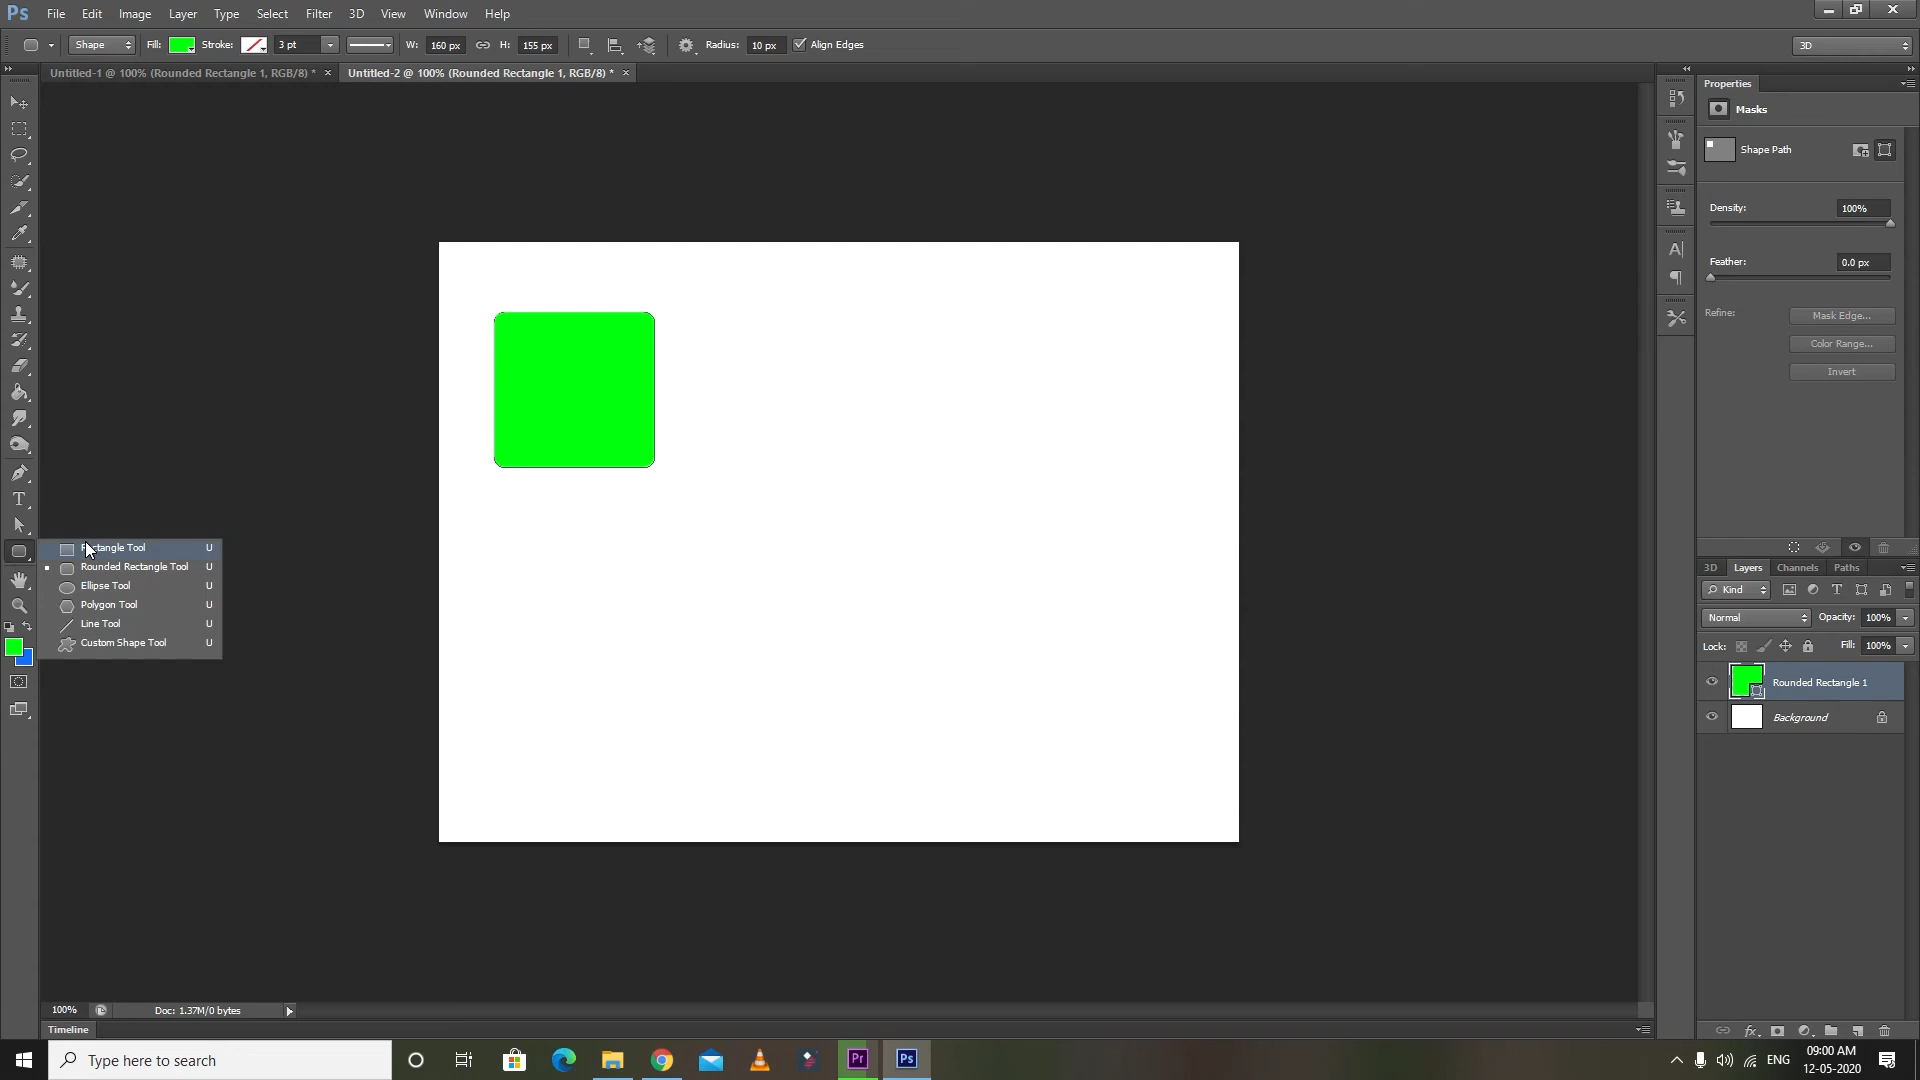 Ps File Edit Image Layer Type Select Filter 3D View Window Help
Shape Fill: Stroke: 3 pt W: 160 px H: 155 px Radius: 10 px Align Edges 3D
Untitled-1 @ 100% (Rounded Rectangle 1, RGB/8) * × Untitled-2 @ 100% (Rounded Rectangle 1, RGB/8) * ×
Properties
Masks
Shape Path
Density: 100%
Feather: 0.0 px
Refine: Mask Edge...
Color Range...
Invert
Tool U
Rounded Rectangle Tool U
Ellipse Tool U
Polygon Tool U
Line Tool U
Custom Shape Tool U
3D Layers Channels Paths
Kind
Normal Opacity: 100%
Lock: Fill: 100%
Rounded Rectangle 1
Background
100% Doc: 1.37M/0 bytes
Timeline
Type here to search
Pr Ps
ENG
09:00 AM
12-05-2020